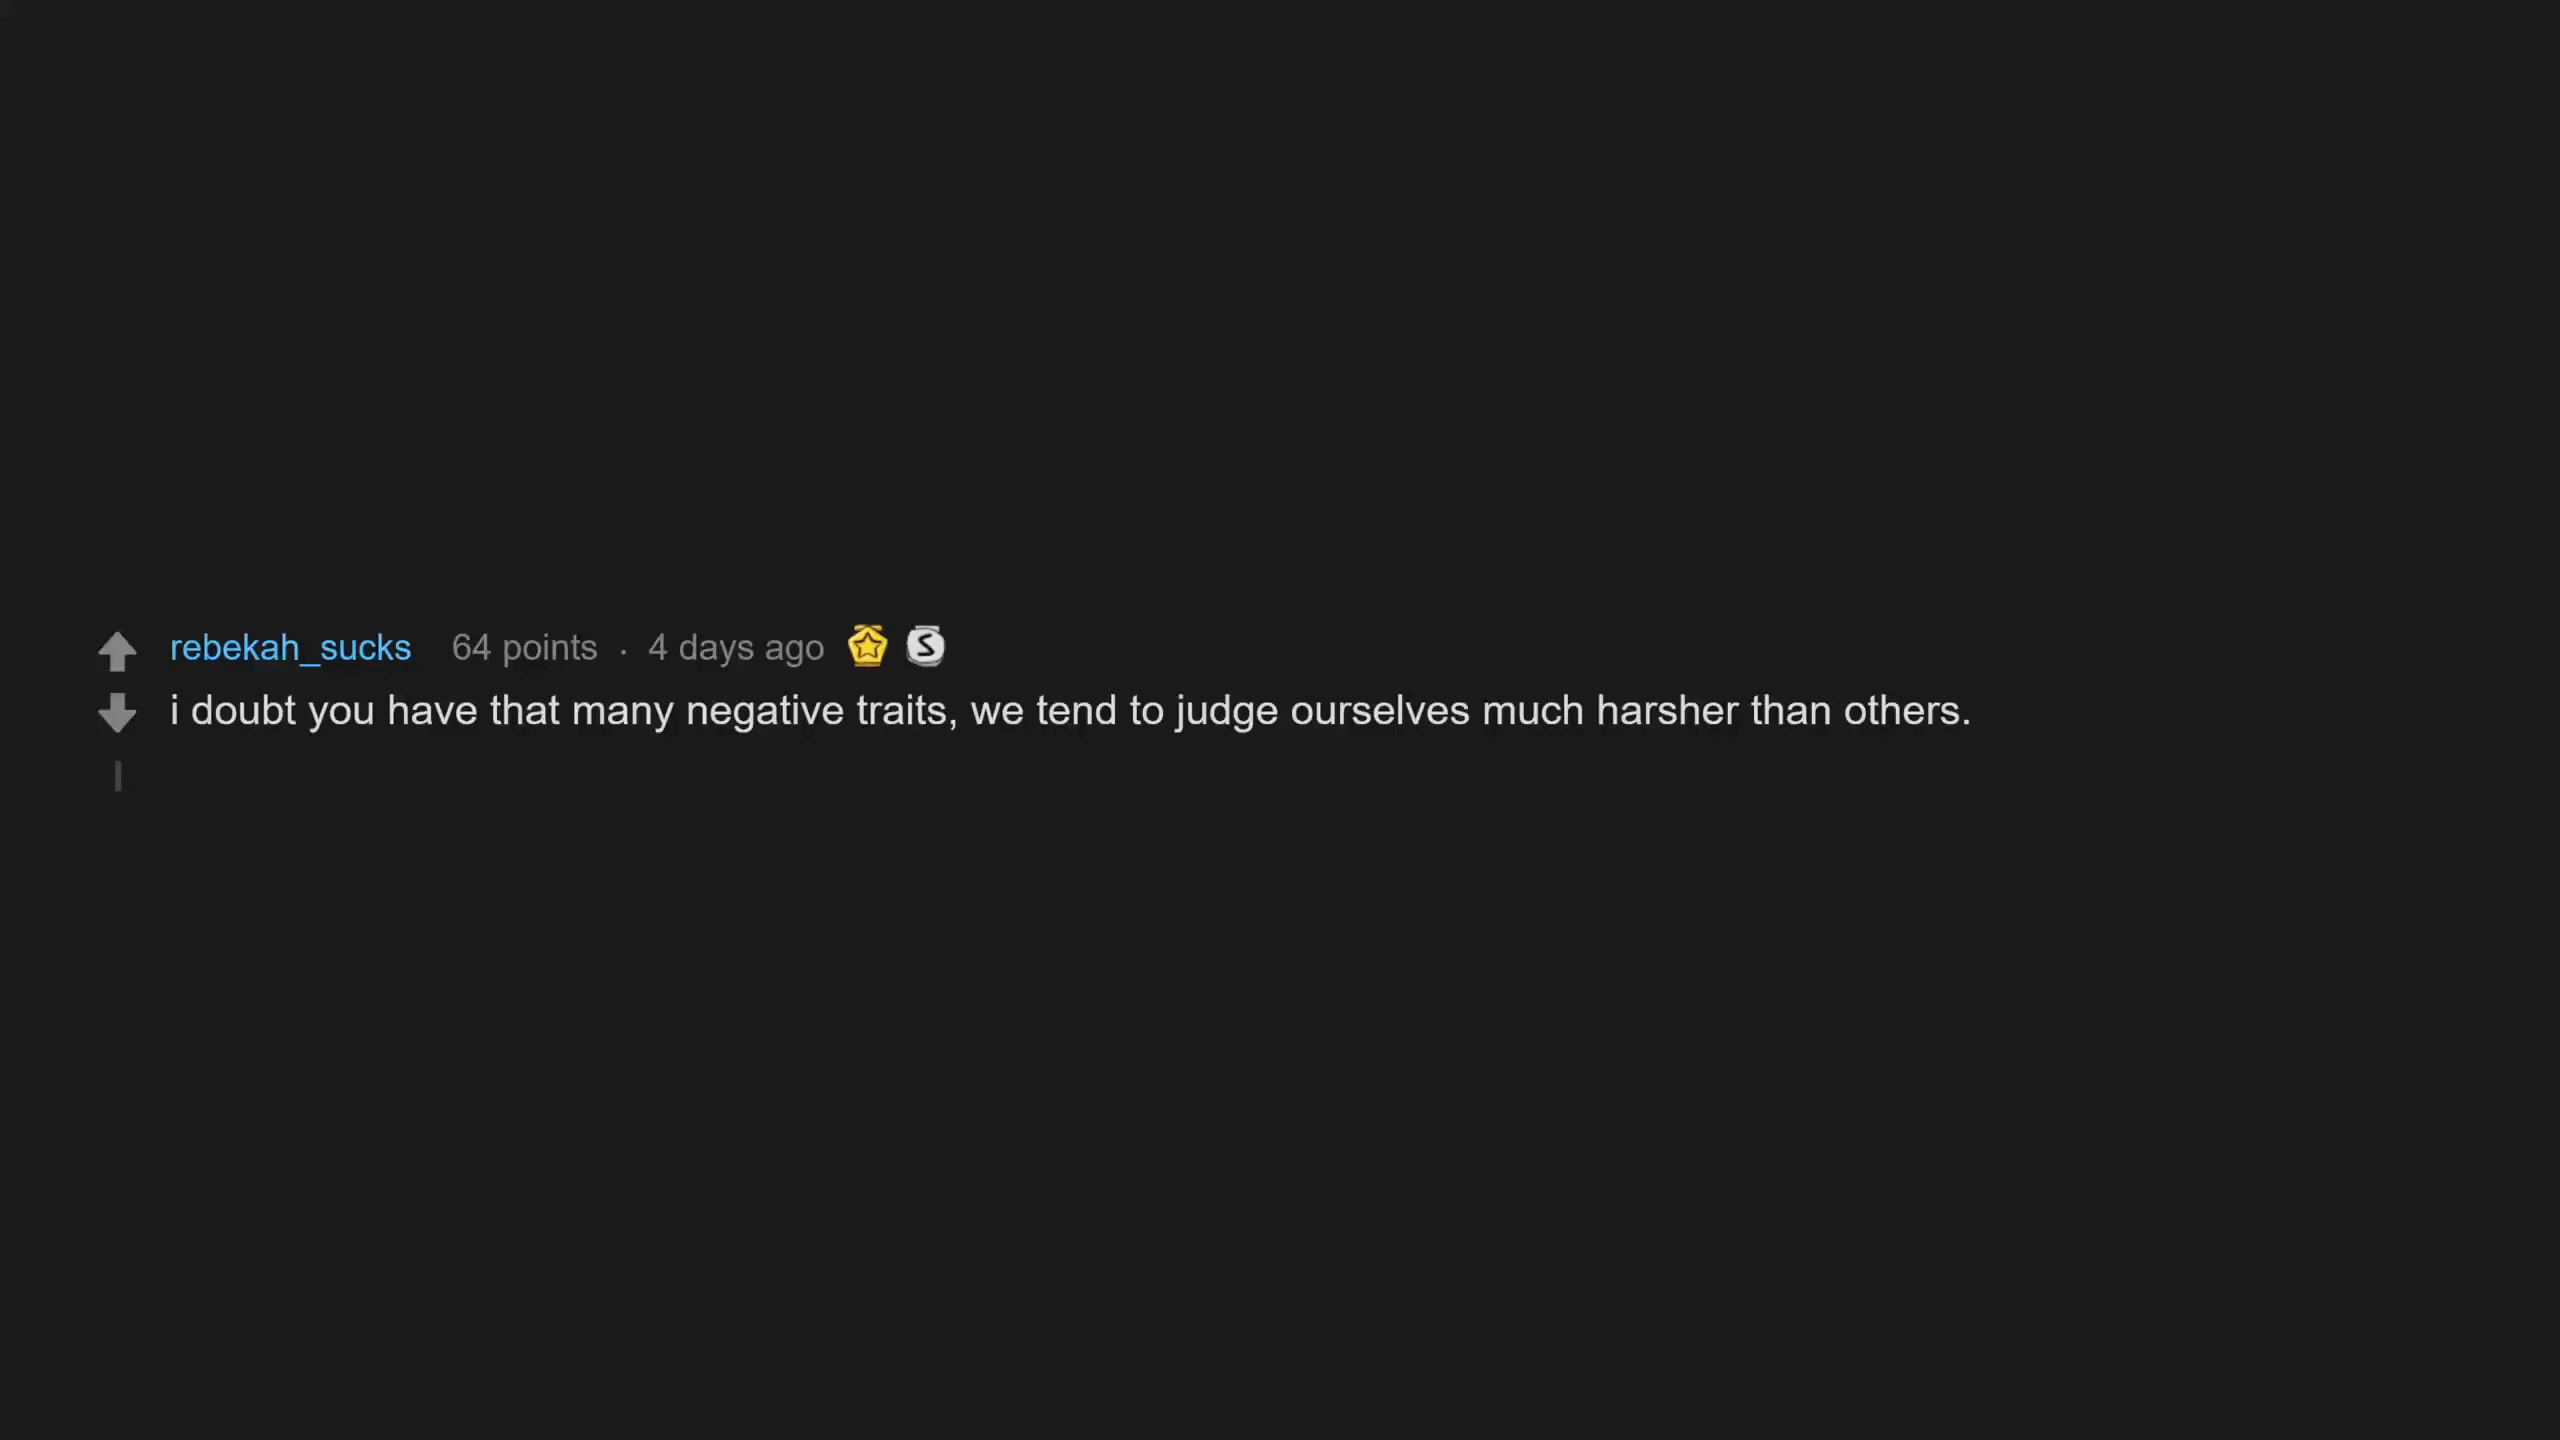 rebekah_sucks 64 points · 4 days ago S
i doubt you have that many negative traits, we tend to judge ourselves much harsher than others.